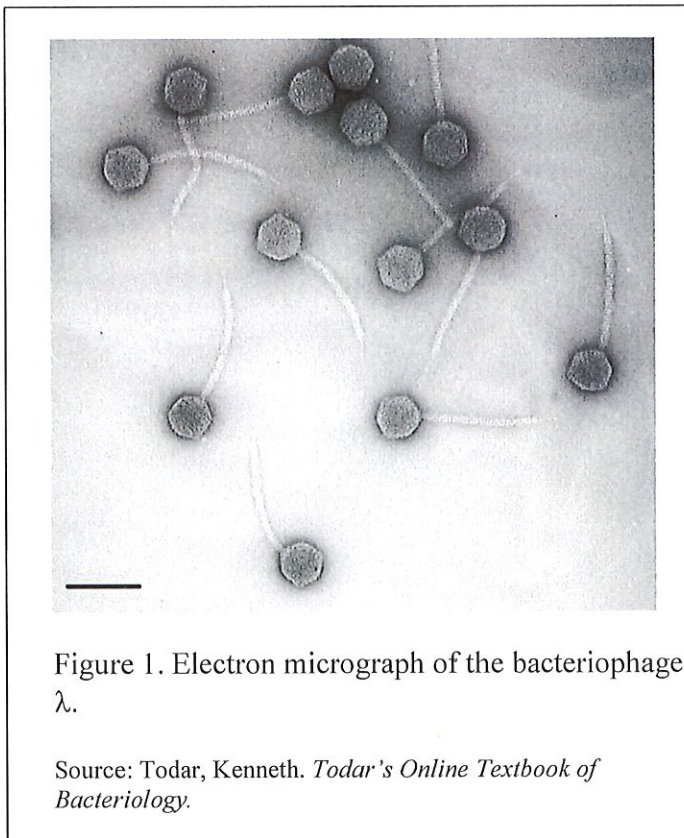 Figure 1. Electron micrograph of the bacteriophage
λ.
Source: Todar, Kenneth. Todar's Online Textbook of
Bacteriology.